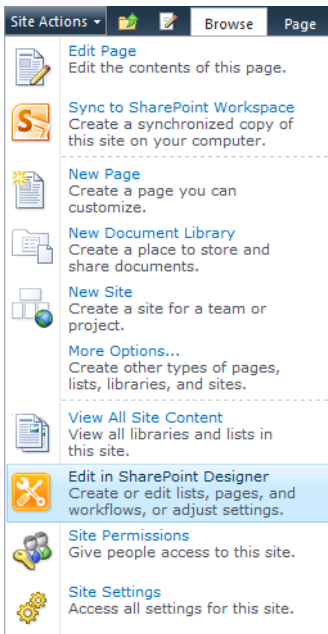 Site Actions Browse Page
Edit Page
Edit the contents of this page.
Sync to SharePoint Workspace
Create a synchronized copy of
this site on your computer.
New Page
Create a page you can
customize.
New Document Library
Create a place to store and
share documents.
New Site
Create a site for a team or
project.
More Options...
Create other types of pages,
lists, libraries, and sites.
View All Site Content
View all libraries and lists in
this site.
Edit in SharePoint Designer
Create or edit lists, pages, and
workflows, or adjust settings.
Site Permissions
Give people access to this site.
Site Settings
Access all settings for this site.